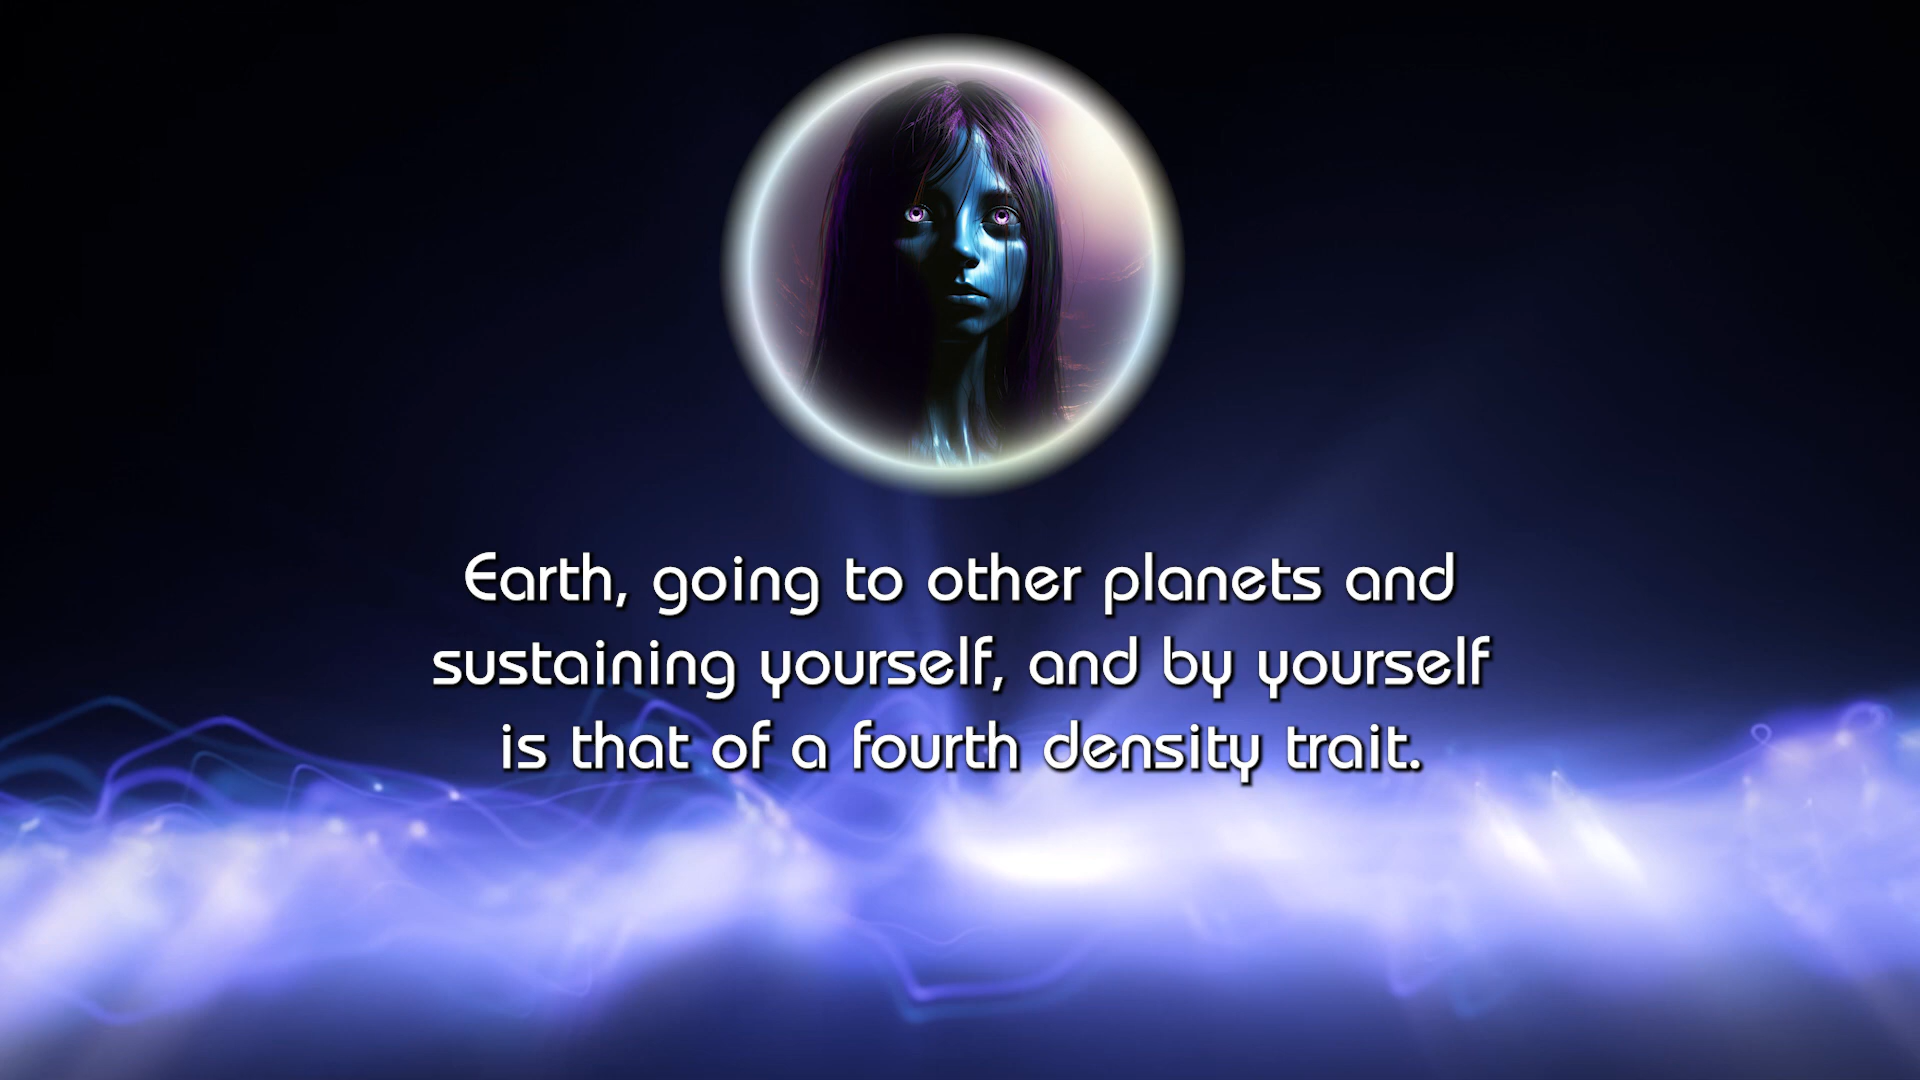 Earth, going to other planets and
sustaining yourself, and by yourself
is that of a fourth density trait.